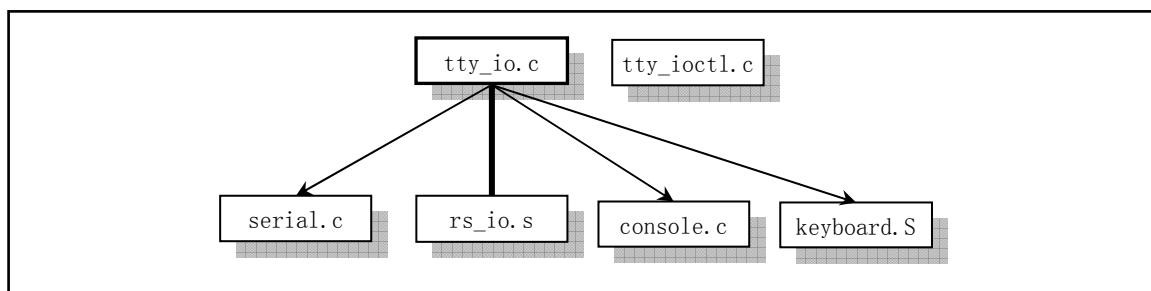 tty_io.c
tty_ioctl.c
serial.c
rs_io.s
console.c
keyboard.S